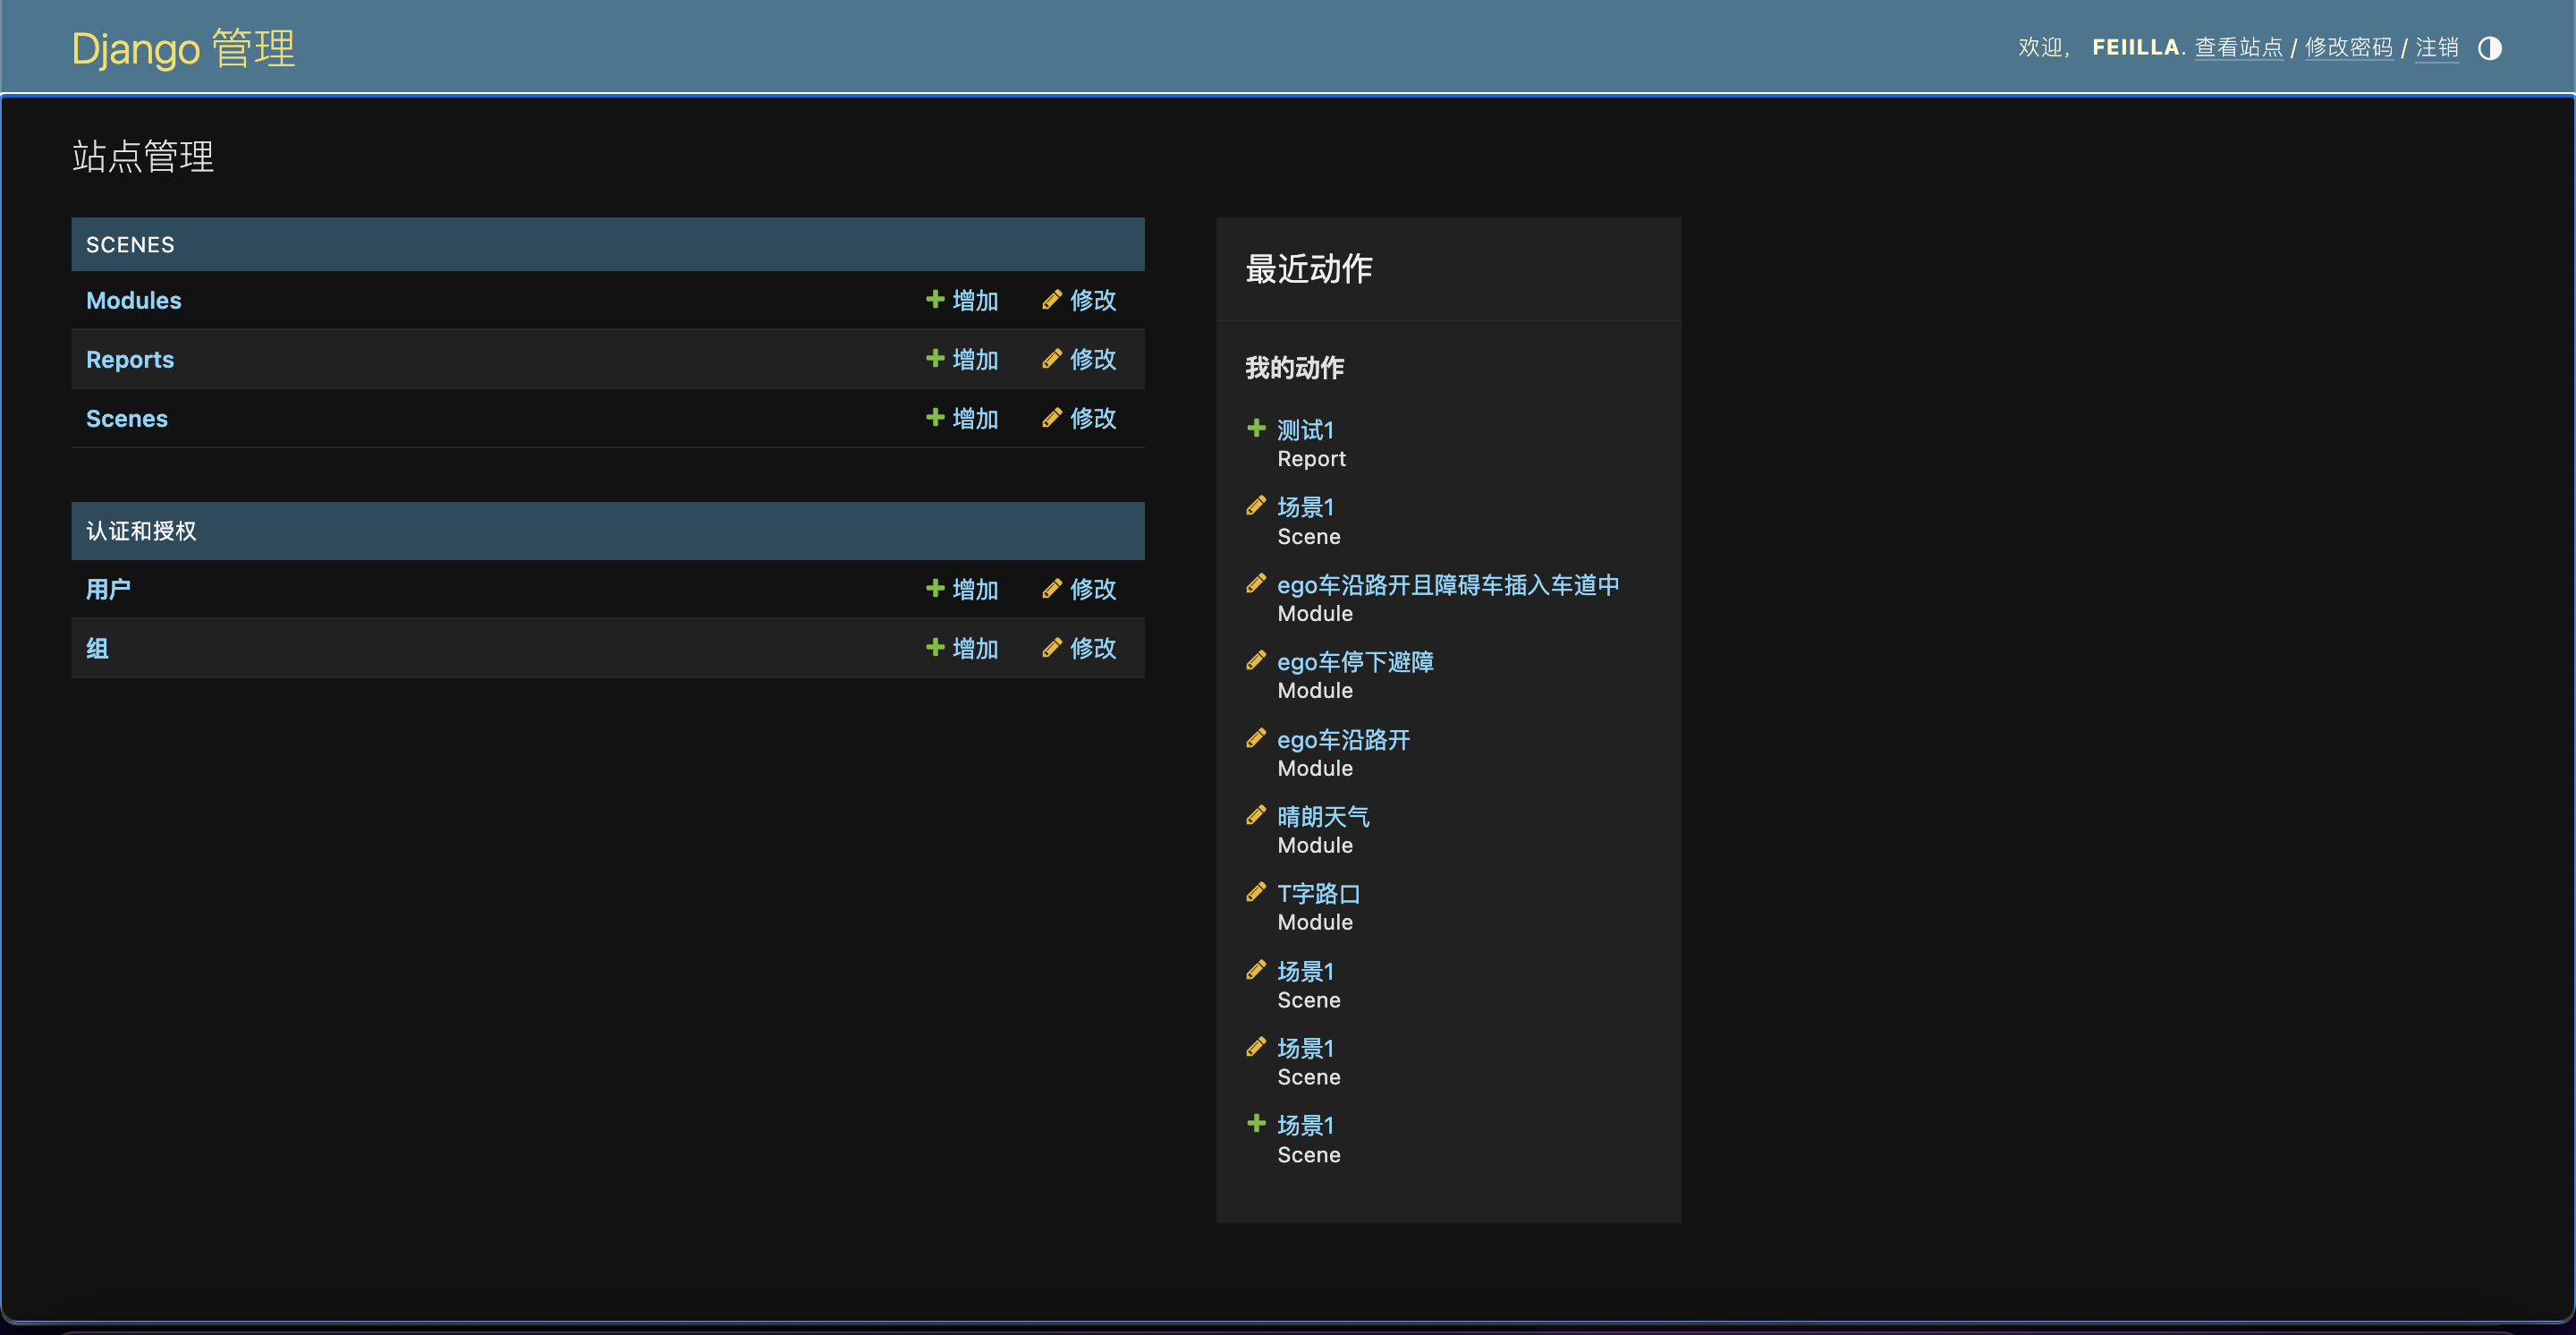 Django 管理
欢迎， FEIILLA. 查看站点 / 修改密码 / 注销
站点管理
SCENES
Modules 增加 修改
Reports 增加 修改
Scenes 增加 修改
认证和授权
用户 增加 修改
组 增加 修改
最近动作
我的动作
测试1
Report
场景1
Scene
ego车沿路开且障碍车插入车道中
Module
ego车停下避障
Module
ego车沿路开
Module
晴朗天气
Module
T字路口
Module
场景1
Scene
场景1
Scene
场景1
Scene